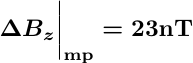 ΔB_z|_mp = 23nT